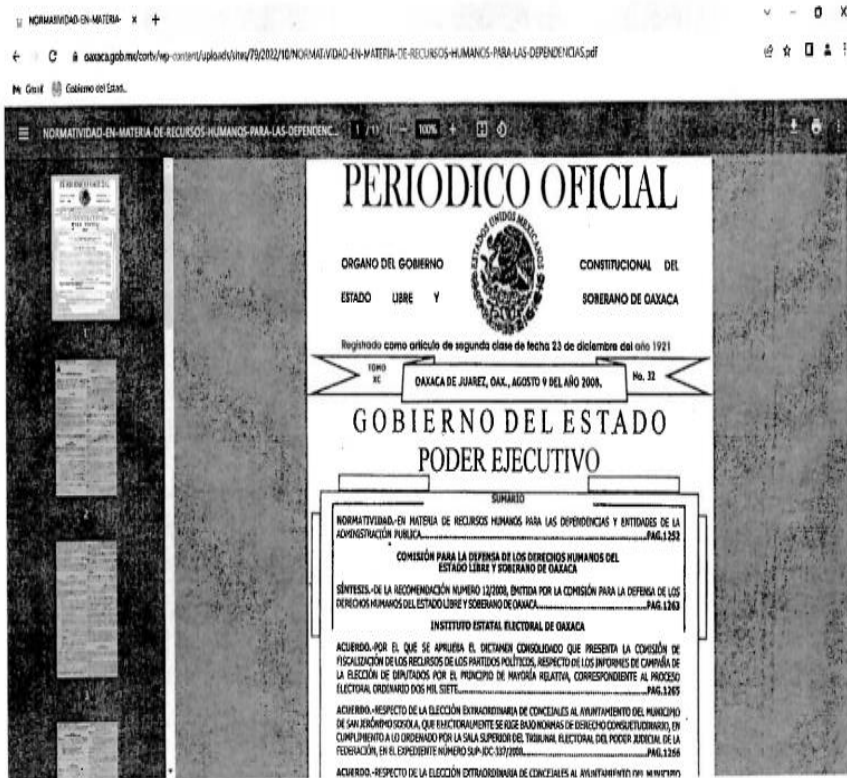 NORMATIVIDAD-EN-MATERIA-
oaxaca.gob.mx/cortv/wp-content/uploads/sites/79/2022/10/NORMATIVIDAD-EN-MATERIA-DE-RECURSOS-HUMANOS-PARA-LAS-DEPENDENCIAS.pdf
Gmail Gobierno del Estad...
NORMATIVIDAD-EN-MATERIA-DE-RECURSOS-HUMANOS-PARA-LAS-DEPENDENC... 1 100%
PERIODICO OFICIAL
ESTADOS UNIDOS MEXICANOS
ORGANO DEL GOBIERNO CONSTITUCIONAL DEL
ESTADO LIBRE Y SOBERANO DE OAXACA
Registrado como articulo de segunda clase de fecha 23 de diciembre del año 1921
TOMO
XC
OAXACA DE JUAREZ, OAX., AGOSTO 9 DEL AÑO 2008.
No. 32
GOBIERNO DEL ESTADO
PODER EJECUTIVO
SUMARIO
NORMATIVIDAD.-EN MATERIA DE RECURSOS HUMANOS PARA LAS DEPENDENCIAS Y ENTIDADES DE LA
ADMINISTRACIÓN PUBLICA...PAG.1252
COMISIÓN PARA LA DEFENSA DE LOS DERECHOS HUMANOS DEL
ESTADO LIBRE Y SOBERANO DE OAXACA
SÍNTESIS.-DE LA RECOMENDACIÓN NUMERO 12/2008, EMITIDA POR LA COMISIÓN PARA LA DEFENSA DE LOS
DERECHOS HUMANOS DEL ESTADO LIBRE Y SOBERANO DE OAXACA...PAG.1263
INSTITUTO ESTATAL ELECTORAL DE OAXACA
ACUERDO.-POR EL QUE SE APRUEBA EL DICTAMEN CONSOLIDADO QUE PRESENTA LA COMISIÓN DE
FISCALIZACIÓN DE LOS RECURSOS DE LOS PARTIDOS POLÍTICOS, RESPECTO DE LOS INFORMES DE CAMPAÑA DE
LA ELECCIÓN DE DIPUTADOS POR EL PRINCIPIO DE MAYORÍA RELATIVA, CORRESPONDIENTE AL PROCESO
ELECTORAL ORDINARIO DOS MIL SIETE...PAG.1265
ACUERDO.-RESPECTO DE LA ELECCIÓN EXTRAORDINARIA DE CONCEJALES AL AYUNTAMIENTO DEL MUNICIPIO
DE SAN JERÓNIMO SOSOLA, QUE ELECTORALMENTE SE RIGE BAJO NORMAS DE DERECHO CONSUETUDINARIO, EN
CUMPLIMIENTO A LO ORDENADO POR LA SALA SUPERIOR DEL TRIBUNAL ELECTORAL DEL PODER JUDICIAL DE LA
FEDERACIÓN, EN EL EXPEDIENTE NÚMERO SUP-JDC-337/2008...PAG.1266
ACUERDO.-RESPECTO DE LA ELECCIÓN EXTRAORDINARIA DE CONCEJALES AL AYUNTAMIENTO DEL MUNICIPIO